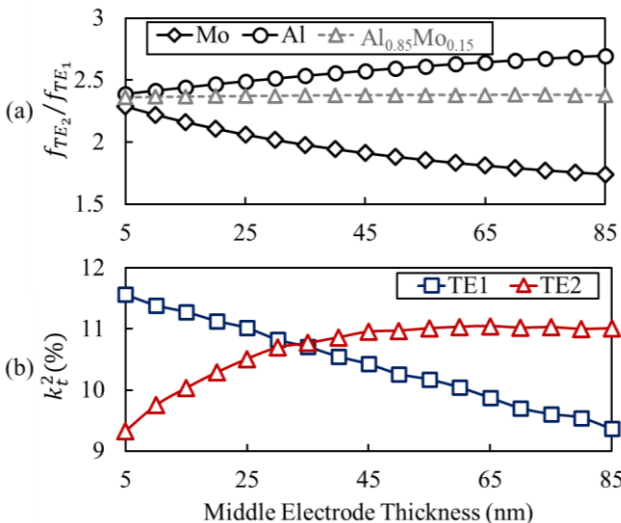 3
Mo Al Al0.85Mo0.15
2.5
(a)
fTE2/fTE1
2
1.5
5 25 45 65 85
12
TE1 TE2
11
(b)
kt2(%)
10
9
5 25 45 65 85
Middle Electrode Thickness (nm)